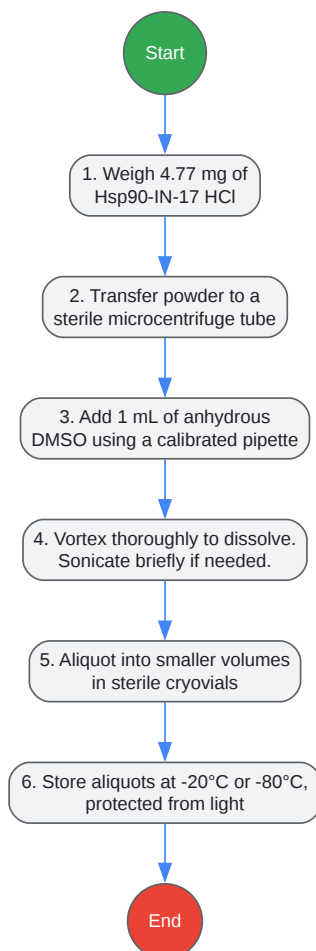 Start
1. Weigh 4.77 mg of
Hsp90-IN-17 HCl
2. Transfer powder to a
sterile microcentrifuge tube
3. Add 1 mL of anhydrous
DMSO using a calibrated pipette
4. Vortex thoroughly to dissolve.
Sonicate briefly if needed.
5. Aliquot into smaller volumes
in sterile cryovials
6. Store aliquots at -20°C or -80°C,
protected from light
End